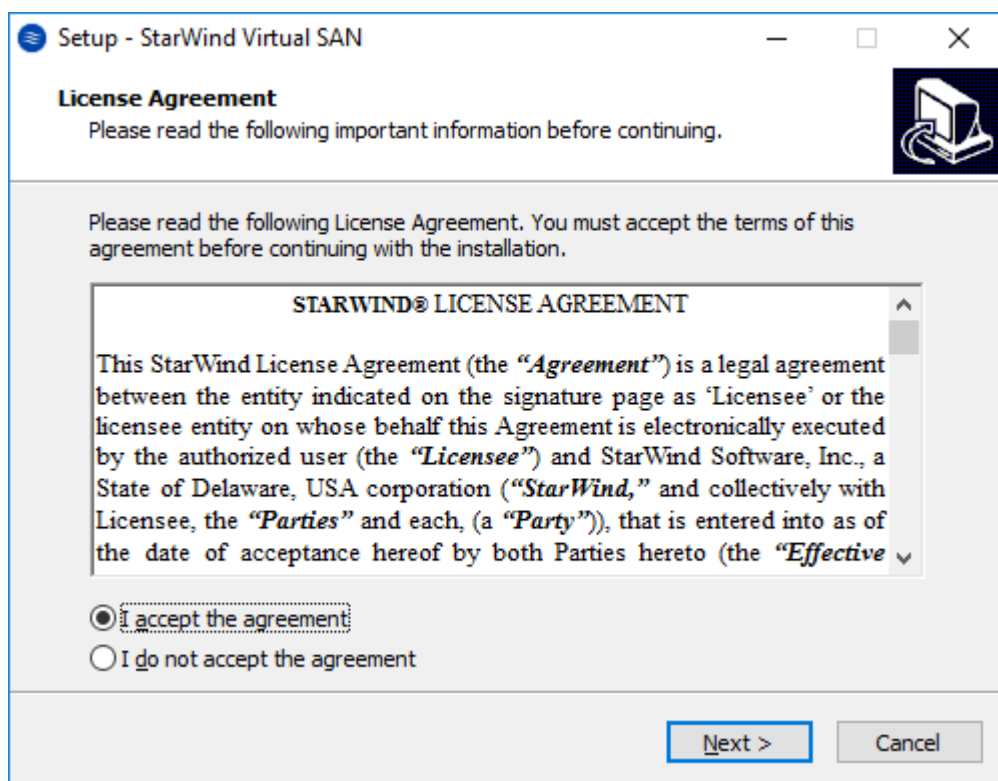 Setup - StarWind Virtual SAN
License Agreement
Please read the following important information before continuing.
Please read the following License Agreement. You must accept the terms of this
agreement before continuing with the installation.
STARWIND® LICENSE AGREEMENT
This StarWind License Agreement (the “Agreement”) is a legal agreement
between the entity indicated on the signature page as ‘Licensee’ or the
licensee entity on whose behalf this Agreement is electronically executed
by the authorized user (the “Licensee”) and StarWind Software, Inc., a
State of Delaware, USA corporation (“StarWind,” and collectively with
Licensee, the “Parties” and each, (a “Party”)), that is entered into as of
the date of acceptance hereof by both Parties hereto (the “Effective
I accept the agreement
I do not accept the agreement
Next >
Cancel